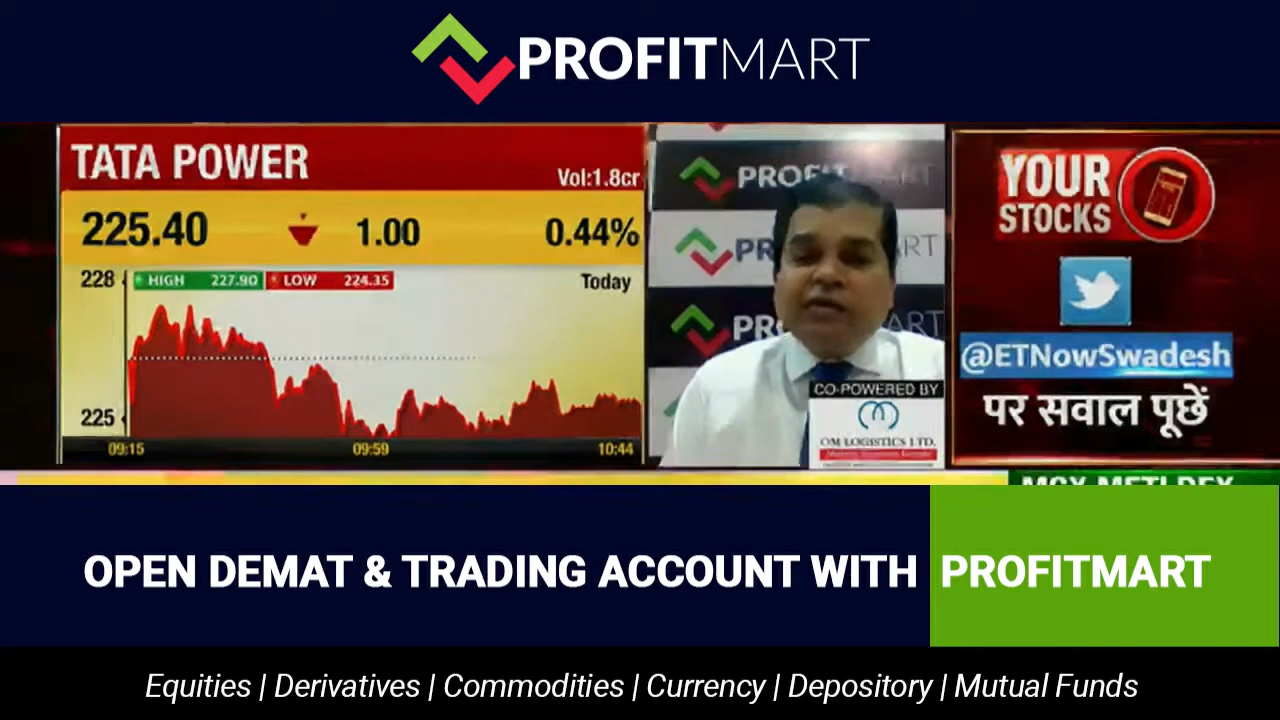 PROFITMART
TATA POWER
Vol:1.8cr
225.40 1.00 0.44%
228
HIGH 227.90 LOW 224.35
Today
225
09:15 09:59 10:44
PROFITMART
PROFITMART
CO-POWERED BY
OM LOGISTICS LTD.
YOUR
STOCKS
@ETNowSwadesh
पर सवाल पूछें
OPEN DEMAT & TRADING ACCOUNT WITH PROFITMART
Equities | Derivatives | Commodities | Currency | Depository | Mutual Funds